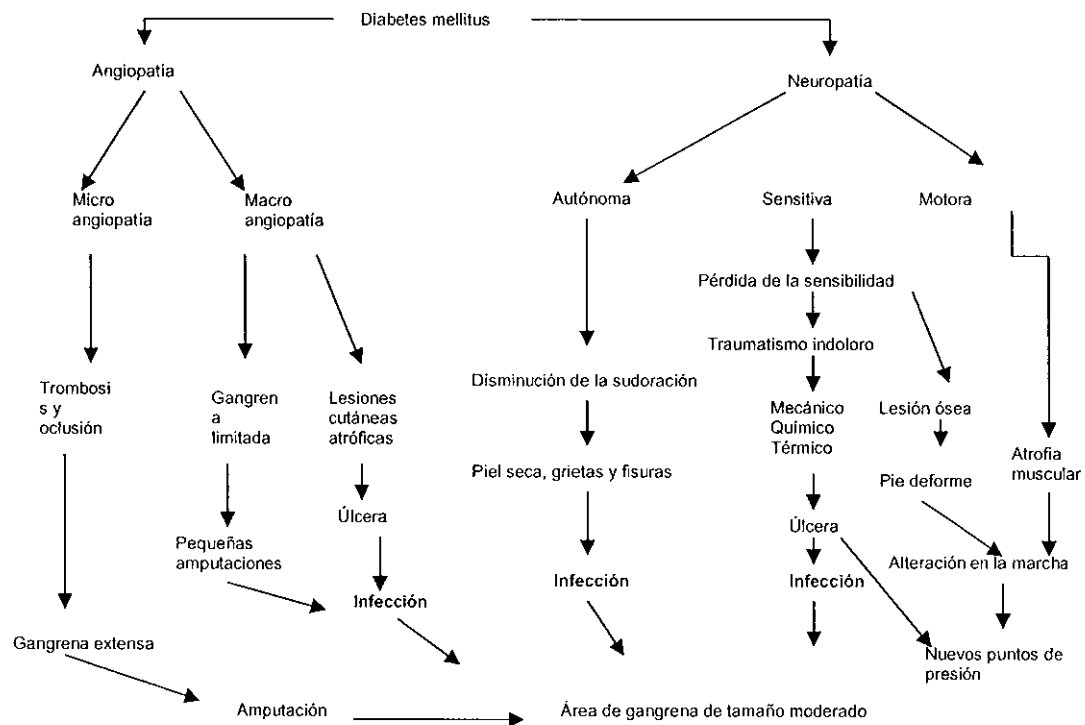 Diabetes mellitus
Angiopatia
Neuropatía
Micro
angiopatia
Macro
angiopatía
Autónoma
Sensitiva
Motora
Pérdida de la sensibilidad
Traumatismo indoloro
Trombosi
s y
oclusión
Gangren
a
limitada
Lesiones
cutáneas
atróficas
Disminución de la sudoración
Mecánico
Químico
Térmico
Lesión ósea
Atrofia
muscular
Piel seca, grietas y fisuras
Pie deforme
Úlcera
Úlcera
Pequeñas
amputaciones
Alteración en la marcha
Infección
Infección
Infección
Gangrena extensa
Nuevos puntos de
presión
Amputación
Área de gangrena de tamaño moderado